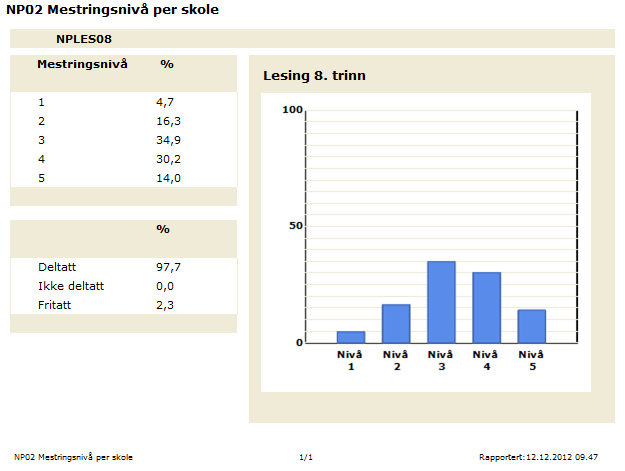 NP02 Mestringsnivå per skole
NPLES08
Mestringsnivå %
1 4,7
2 16,3
3 34,9
4 30,2
5 14,0
%
Deltatt 97,7
Ikke deltatt 0,0
Fritatt 2,3
Lesing 8. trinn
100
50
0
Nivå 1
Nivå 2
Nivå 3
Nivå 4
Nivå 5
NP02 Mestringsnivå per skole 1/1 Rapportert:12.12.2012 09.47